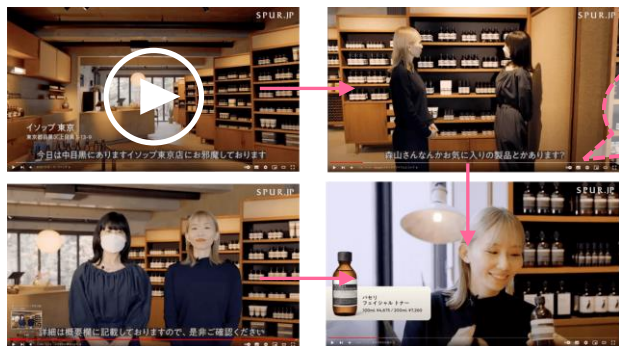 SPUR.JP
イソップ 東京
今日は中目黒にありますイソップ東京店にお邪魔しております
SPUR.JP
森山さんなんかお気に入りの製品とかあります?
SPUR.JP
詳細は概要欄に記載しておりますので、是非ご確認ください
SPUR.JP
パセリ
フェイシャル トナー